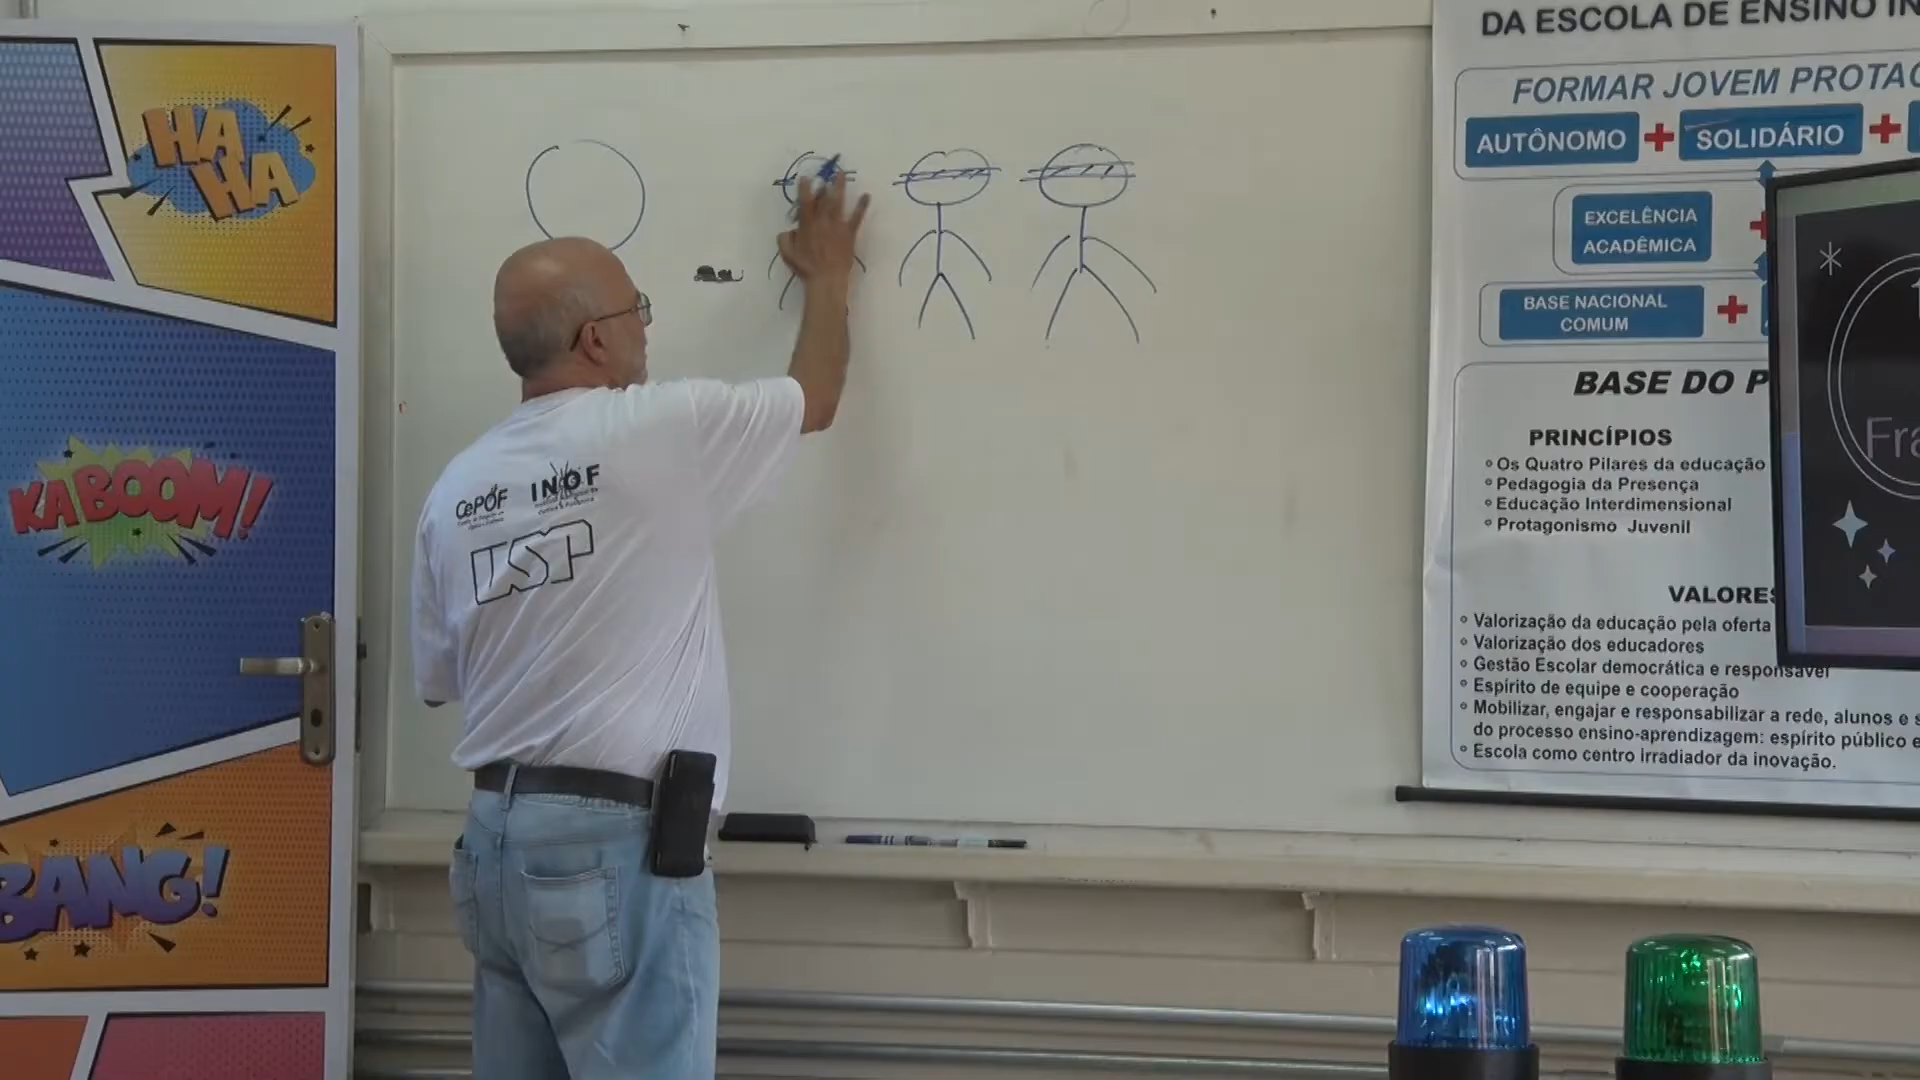 HA
HA
KABOOM!
BANG!
CePOF
INOF
USP
DA ESCOLA DE ENSINO IN
FORMAR JOVEM PROTAG
AUTÔNOMO + SOLIDÁRIO +
EXCELÊNCIA
ACADÊMICA
BASE NACIONAL
COMUM
BASE DO P
PRINCÍPIOS
Os Quatro Pilares da educação
Pedagogia da Presença
Educação Interdimensional
Protagonismo Juvenil
VALORES
Valorização da educação pela oferta
Valorização dos educadores
Gestão Escolar democrática e responsável
Espírito de equipe e cooperação
Mobilizar, engajar e responsabilizar a rede, alunos e s
do processo ensino-aprendizagem: espírito público e
Escola como centro irradiador da inovação.
1
Fra